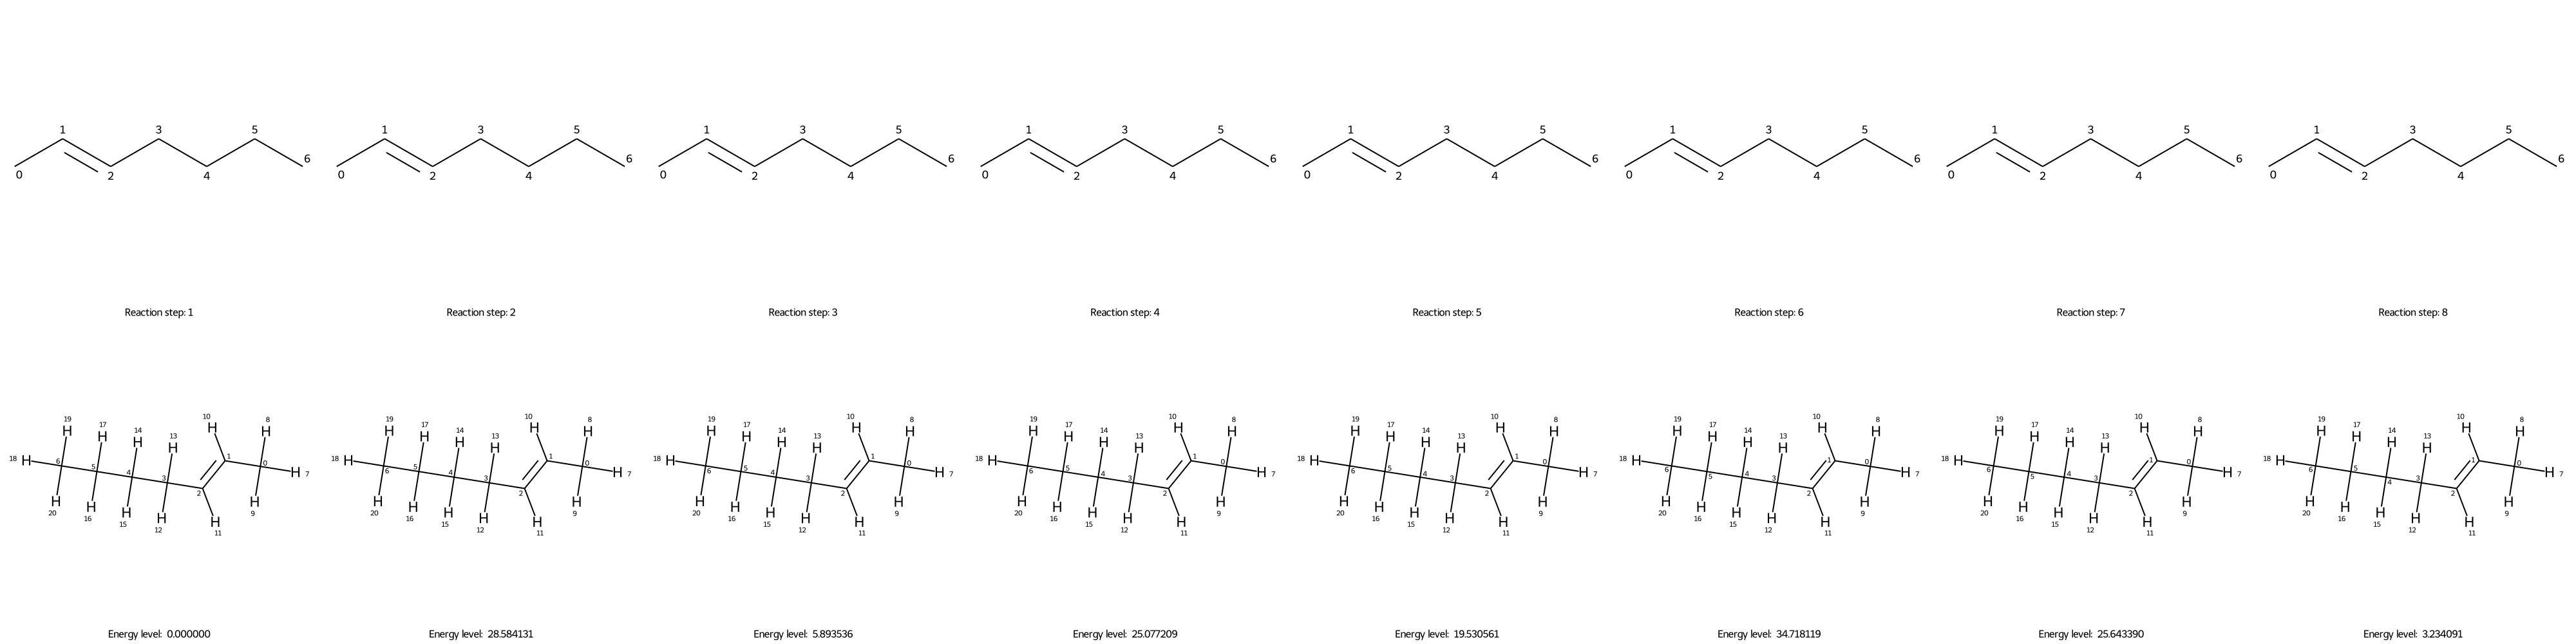 1 3 5 1 3 5 1 3 5 1 3 5 1 3 5 1 3 5 1 3 5 1 3 5
6 6 6 6 6 6 6 6
0 2 4 0 2 4 0 2 4 0 2 4 0 2 4 0 2 4 0 2 4 0 2 4
Reaction step: 1 Reaction step: 2 Reaction step: 3 Reaction step: 4 Reaction step: 5 Reaction step: 6 Reaction step: 7 Reaction step: 8
19 17 14 13 10 8 19 17 14 13 10 8 19 17 14 13 10 8 19 17 14 13 10 8 19 17 14 13 10 8 19 17 14 13 10 8 19 17 14 13 10 8 19 17 14 13 10 8
H H H H H H H H H H H H H H H H H H H H H H H H H H H H H H H H H H H H H H H H H H H H H H H H
18 H 6 5 4 3 2 1 0 H 7 18 H 6 5 4 3 2 1 0 H 7 18 H 6 5 4 3 2 1 0 H 7 18 H 6 5 4 3 2 1 0 H 7 18 H 6 5 4 3 2 1 0 H 7 18 H 6 5 4 3 2 1 0 H 7 18 H 6 5 4 3 2 1 0 H 7 18 H 6 5 4 3 2 1 0 H 7
H H H H H H H H H H H H H H H H H H H H H H H H H H H H H H H H H H H H H H H H H H H H H H H H
20 16 15 12 11 9 20 16 15 12 11 9 20 16 15 12 11 9 20 16 15 12 11 9 20 16 15 12 11 9 20 16 15 12 11 9 20 16 15 12 11 9 20 16 15 12 11 9
Energy level: 0.000000 Energy level: 28.584131 Energy level: 5.893536 Energy level: 25.077209 Energy level: 19.530561 Energy level: 34.718119 Energy level: 25.643390 Energy level: 3.234091